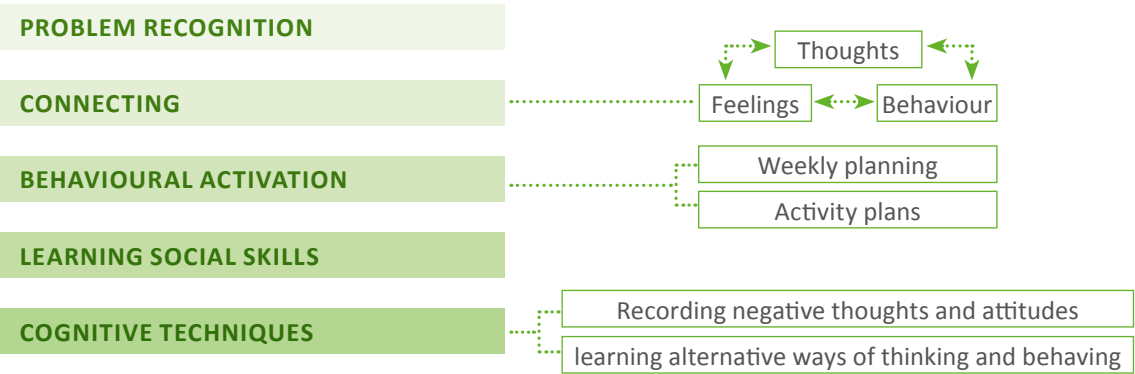 PROBLEM RECOGNITION
Thoughts
CONNECTING
Feelings
Behaviour
BEHAVIOURAL ACTIVATION
Weekly planning
Activity plans
LEARNING SOCIAL SKILLS
COGNITIVE TECHNIQUES
Recording negative thoughts and attitudes
learning alternative ways of thinking and behaving